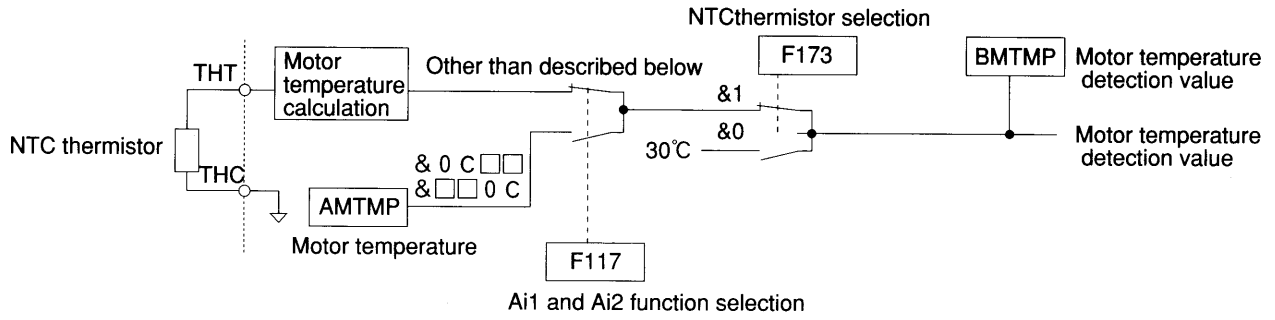 NTCthermistor selection
F173
BMTMP
Motor temperature
detection value
THT
Motor
temperature
calculation
Other than described below
&1
&0
30℃
Motor temperature
detection value
NTC thermistor
THC
& 0 C □□
& □□ 0 C
AMTMP
Motor temperature
F117
Ai1 and Ai2 function selection